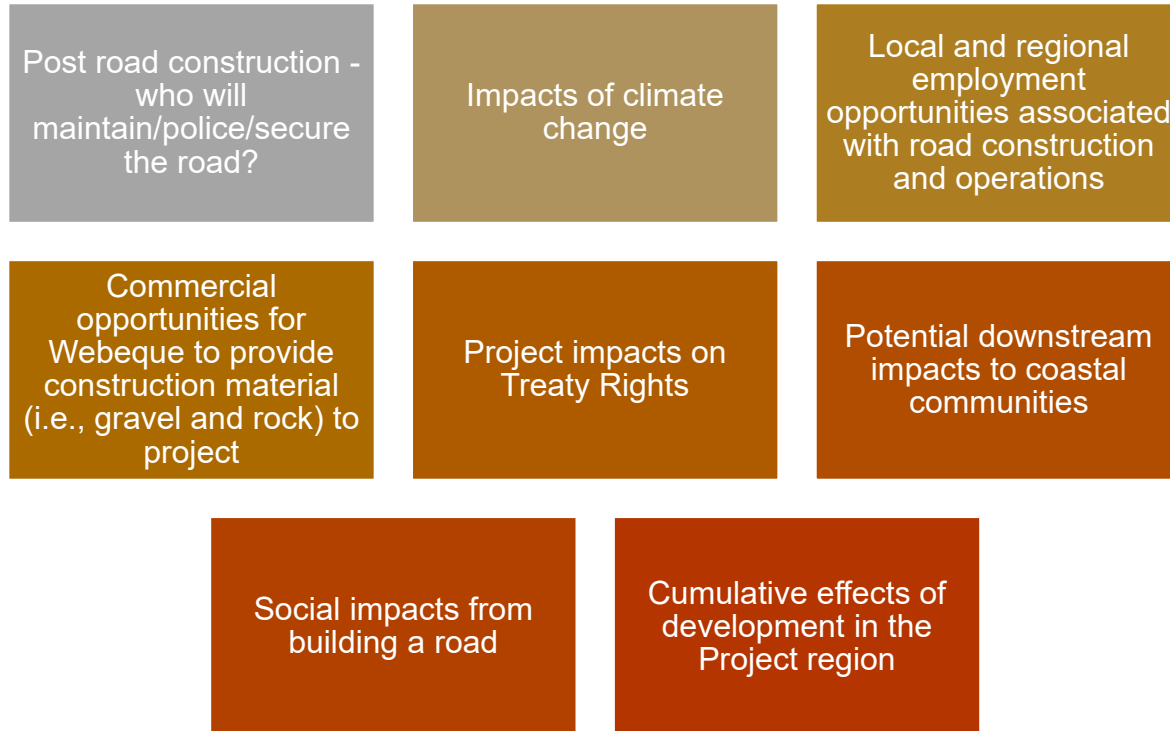 Post road construction -
who will
maintain/police/secure
the road?
Impacts of climate
change
Local and regional
employment
opportunities associated
with road construction
and operations
Commercial
opportunities for
Webeque to provide
construction material
(i.e., gravel and rock) to
project
Project impacts on
Treaty Rights
Potential downstream
impacts to coastal
communities
Social impacts from
building a road
Cumulative effects of
development in the
Project region